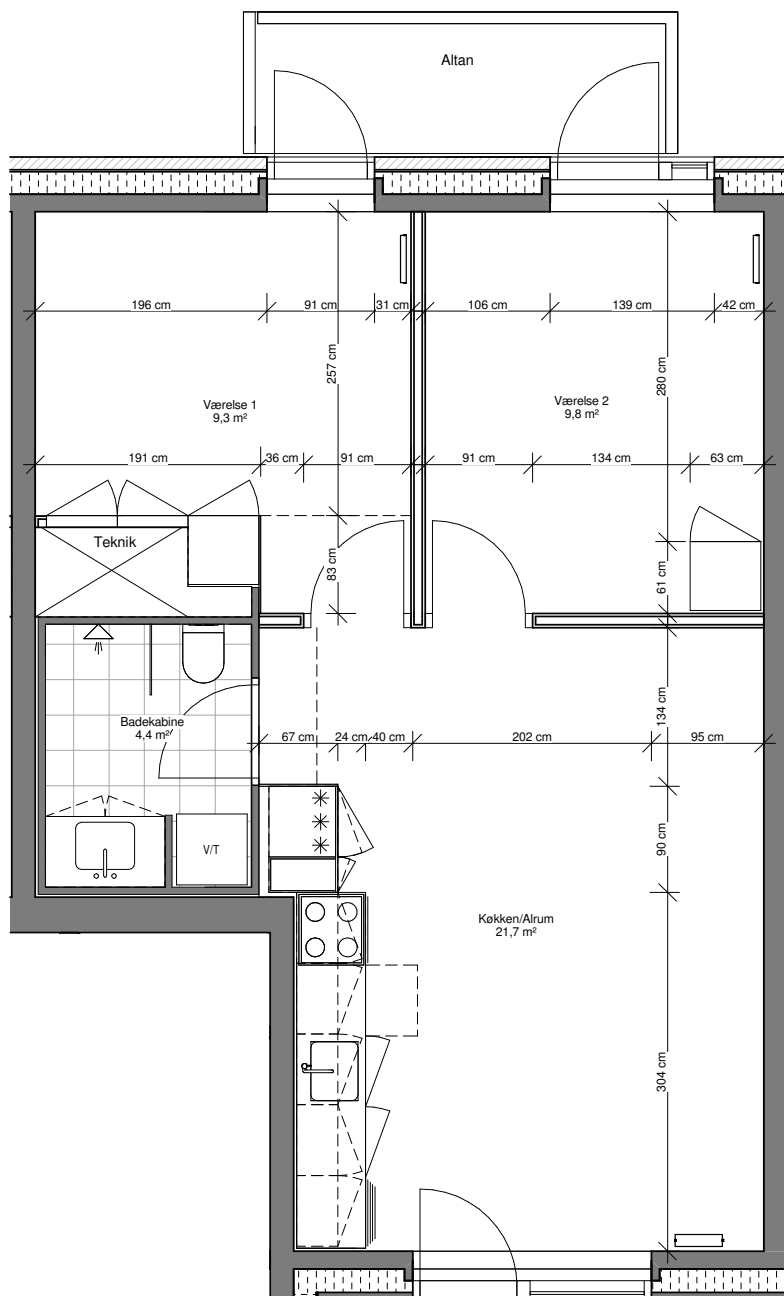 Altan
196 cm
91 cm
31 cm
106 cm
139 cm
42 cm
257 cm
280 cm
Værelse 1
9,3 m²
Værelse 2
9,8 m²
191 cm
36 cm
91 cm
91 cm
134 cm
63 cm
Teknik
83 cm
61 cm
Badekabine
4,4 m²
67 cm
24 cm
40 cm
202 cm
95 cm
134 cm
90 cm
V/T
Køkken/Alrum
21,7 m²
304 cm